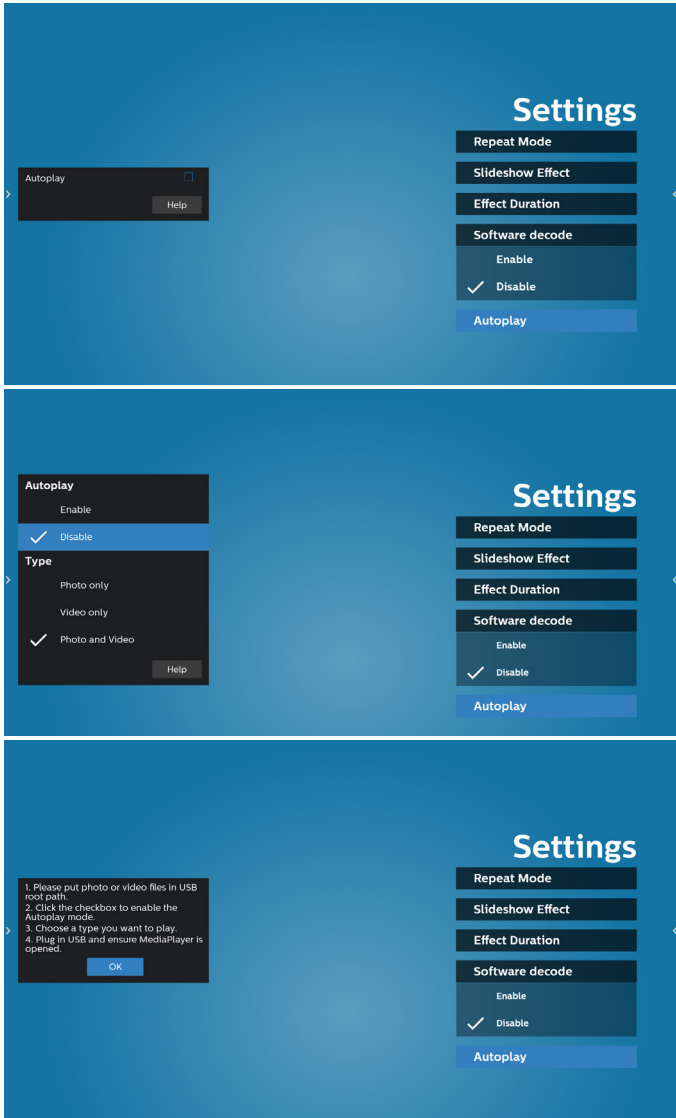 Settings
Repeat Mode
Slideshow Effect
Effect Duration
Software decode
Enable
Disable
Autoplay
Autoplay
Help
Autoplay
Enable
Disable
Type
Photo only
Video only
Photo and Video
Help
Settings
Repeat Mode
Slideshow Effect
Effect Duration
Software decode
Enable
Disable
Autoplay
1. Please put photo or video files in USB
root path.
2. Click the checkbox to enable the
Autoplay mode.
3. Choose a type you want to play.
4. Plug in USB and ensure MediaPlayer is
opened.
OK
Settings
Repeat Mode
Slideshow Effect
Effect Duration
Software decode
Enable
Disable
Autoplay